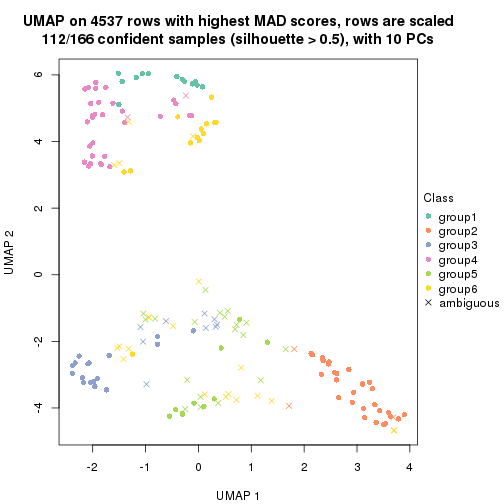 UMAP on 4537 rows with highest MAD scores, rows are scaled
112/166 confident samples (silhouette > 0.5), with 10 PCs
6
4
2
0
-2
-4
UMAP 2
-2
-1
0
1
2
3
4
UMAP 1
Class
group1
group2
group3
group4
group5
group6
ambiguous